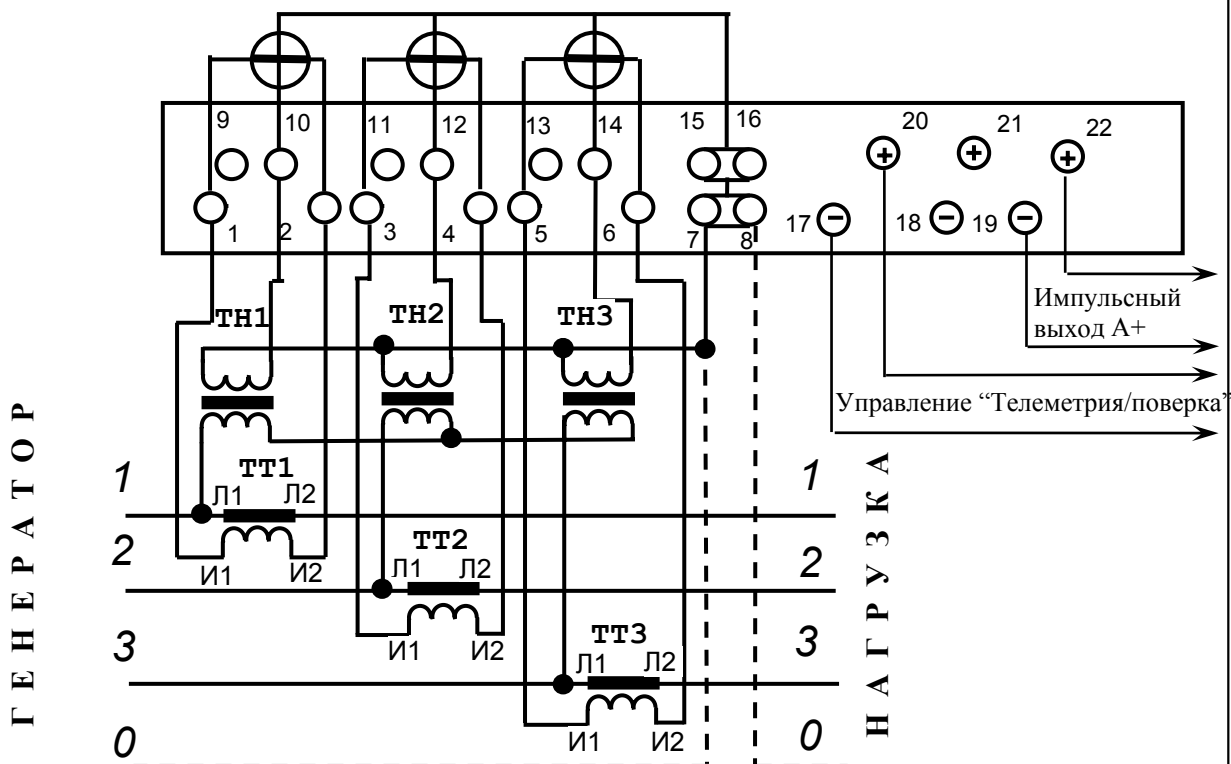 9 10 11 12 13 14 15 16 20 21 22
1 2 3 4 5 6 7 8 17 18 19
Импульсный
выход А+
ТН1 ТН2 ТН3
Управление “Телеметрия/поверка”
ГЕНЕРАТОР
НАГРУЗКА
1 ТТ1 1
Л1 Л2
2 ТТ2 2
И1 И2 Л1 Л2
3 ТТ3 3
И1 И2 Л1 Л2
0 И1 И2 0